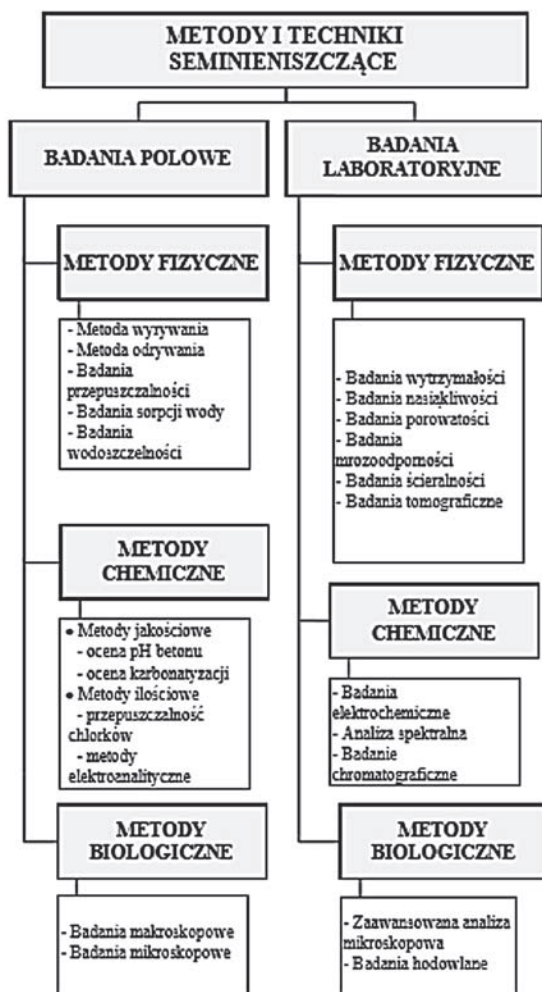 METODY I TECHNIKI
SEMINIENISZCZĄCE
BADANIA POLOWE
METODY FIZYCZNE
- Metoda wyrywania
- Metoda odrywania
- Badania
przepuszczalności
- Badania sorpcji wody
- Badania
wodoszczelności
METODY
CHEMICZNE
• Metody jakościowe
- ocena pH betonu
- ocena karbonatyzacji
• Metody ilościowe
- przepuszczalność
chlorków
- metody
elektroanalityczne
METODY
BIOLOGICZNE
- Badania makroskopowe
- Badania mikroskopowe
BADANIA
LABORATORYJNE
METODY FIZYCZNE
- Badania wytrzymałości
- Badania nasiąkliwości
- Badania porowatości
- Badania
mrozoodporności
- Badania ścieralności
- Badania tomograficzne
METODY
CHEMICZNE
- Badania
elektrochemiczne
- Analiza spektralna
- Badanie
chromatograficzne
METODY
BIOLOGICZNE
- Zaawansowana analiza
mikroskopowa
- Badania hodowlane